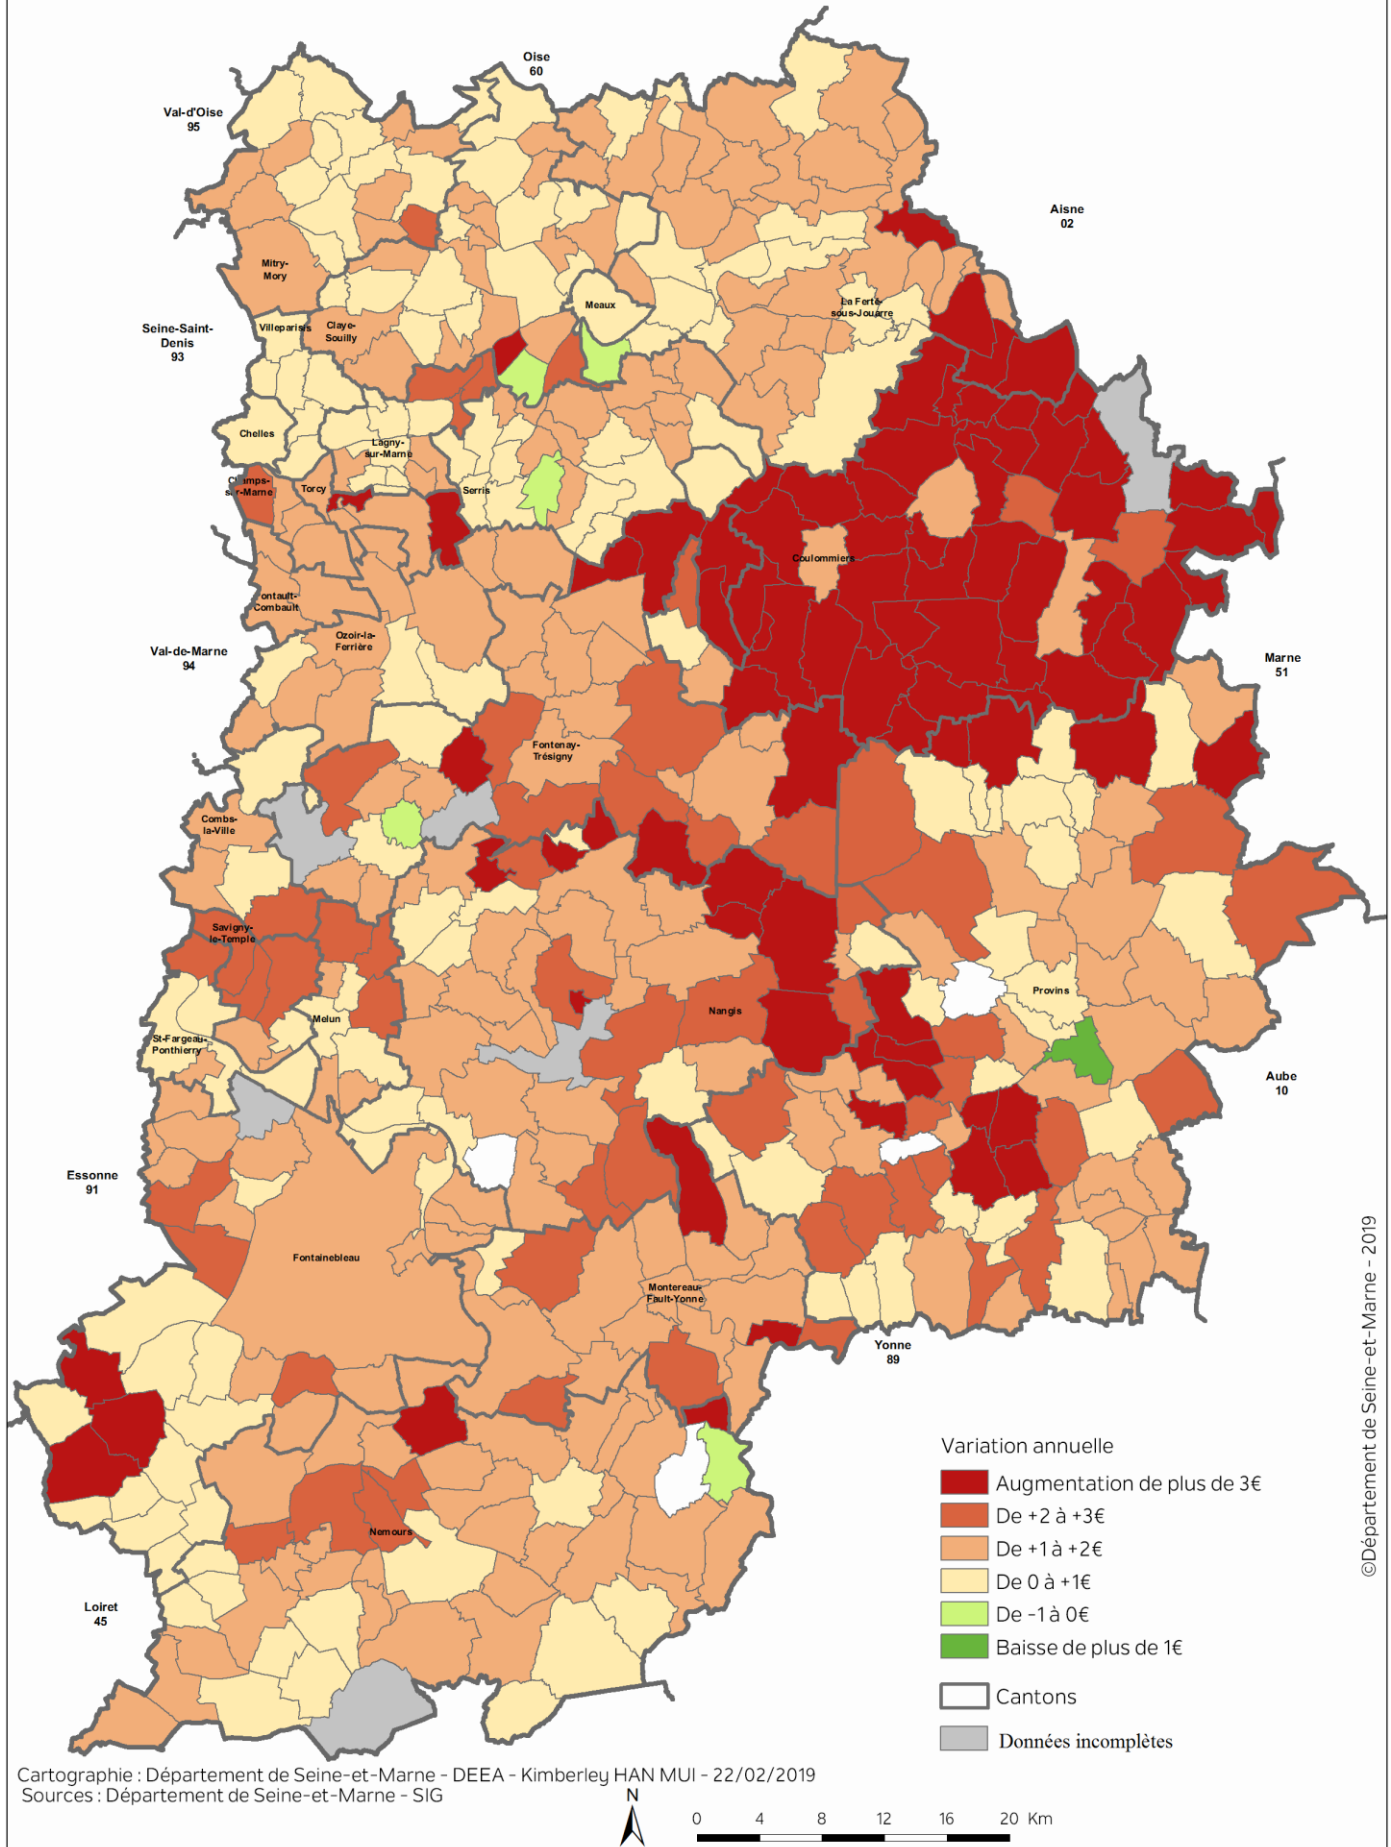 Oise
60
Val-d'Oise
95
Aisne
02
Mitry-
Mory
Meaux
La Ferté-
sous-Jouarre
Seine-Saint-
Denis
93
Villeparisis
Claye-
Souilly
Chelles
Lagny-
sur-Marne
Champs-
sur-Marne
Torcy
Serris
Coulommiers
Pontault-
Combault
Ozoir-la-
Ferrière
Val-de-Marne
94
Marne
51
Fontenay-
Trésigny
Combs-
la-Ville
Savigny-
le-Temple
Provins
Nangis
Melun
St-Fargeau-
Ponthierry
Aube
10
Essonne
91
Fontainebleau
Montereau-
Fault-Yonne
Yonne
89
Nemours
Loiret
45
Variation annuelle
Augmentation de plus de 3€
De +2 à +3€
De +1 à +2€
De 0 à +1€
De -1 à 0€
Baisse de plus de 1€
Cantons
Données incomplètes
©Département de Seine-et-Marne - 2019
Cartographie : Département de Seine-et-Marne - DEEA - Kimberley HAN MUI - 22/02/2019
Sources : Département de Seine-et-Marne - SIG
N
0 4 8 12 16 20 Km